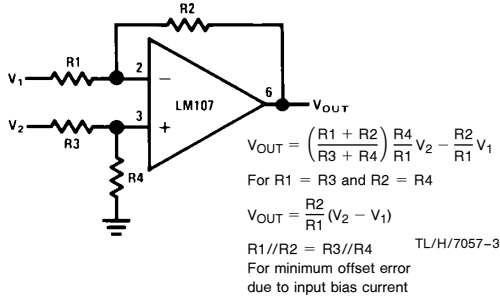 R2
R1
V1
2
−
6
LM107
VOUT
V2
3
+
R3
R4
VOUT = ((R1 + R2)/(R3 + R4)) R4/R1 V2 − R2/R1 V1
For R1 = R3 and R2 = R4
VOUT = R2/R1 (V2 − V1)
R1//R2 = R3//R4
TL/H/7057–3
For minimum offset error
due to input bias current